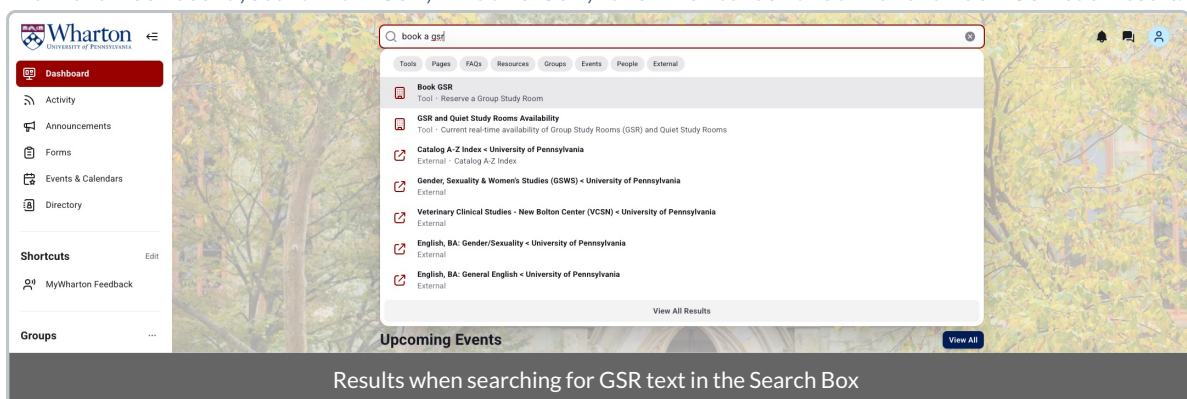 Wharton
UNIVERSITY of PENNSYLVANIA
book a gsr
Tools Pages FAQs Resources Groups Events People External
Dashboard
Activity
Announcements
Forms
Events & Calendars
Directory
Shortcuts Edit
MyWharton Feedback
Groups ...
Book GSR
Tool · Reserve a Group Study Room
GSR and Quiet Study Rooms Availability
Tool · Current real-time availability of Group Study Rooms (GSR) and Quiet Study Rooms
Catalog A-Z Index < University of Pennsylvania
External · Catalog A-Z Index
Gender, Sexuality & Women's Studies (GSWS) < University of Pennsylvania
External
Veterinary Clinical Studies - New Bolton Center (VCSN) < University of Pennsylvania
External
English, BA: Gender/Sexuality < University of Pennsylvania
External
English, BA: General English < University of Pennsylvania
External
View All Results
Upcoming Events View All
Results when searching for GSR text in the Search Box